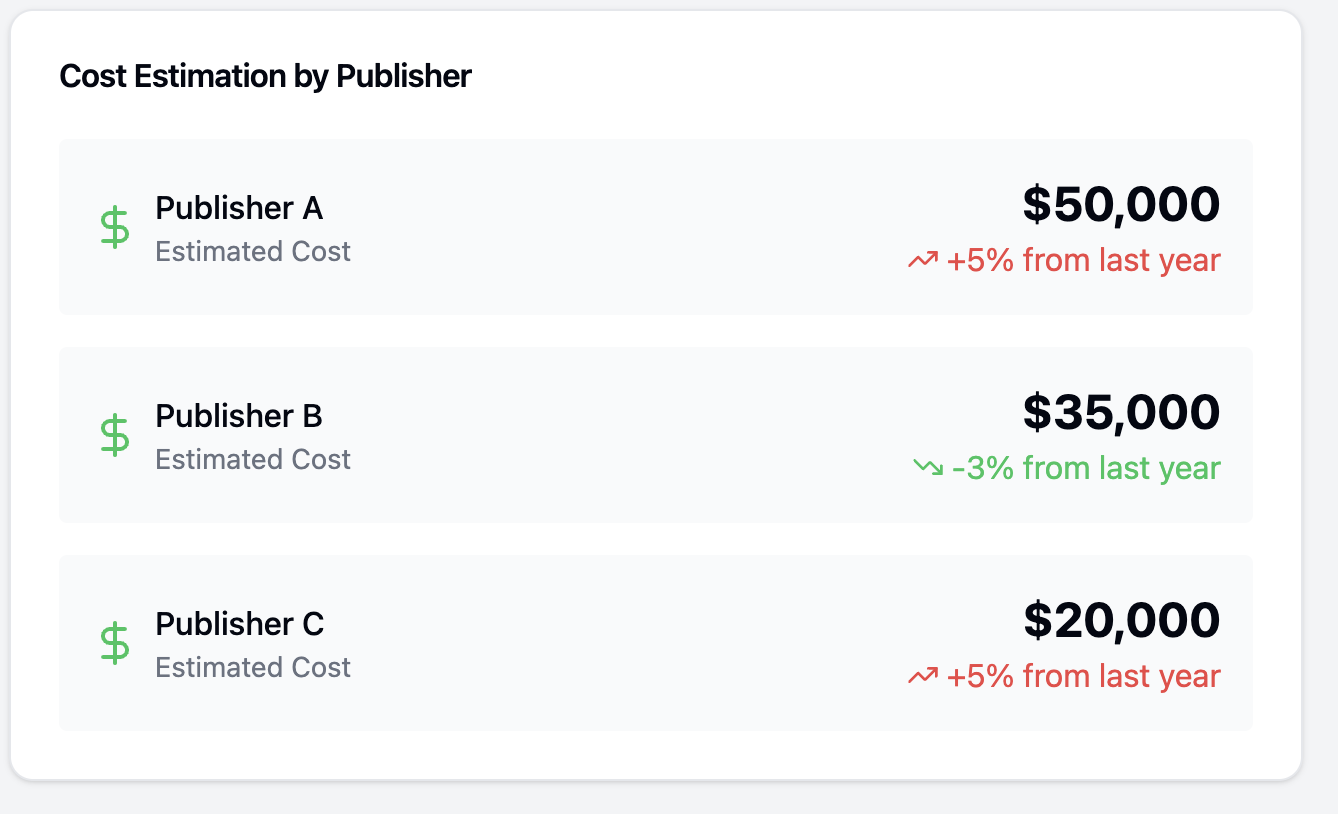 Cost Estimation by Publisher
Publisher A
Estimated Cost
$50,000
+5% from last year
Publisher B
Estimated Cost
$35,000
-3% from last year
Publisher C
Estimated Cost
$20,000
+5% from last year